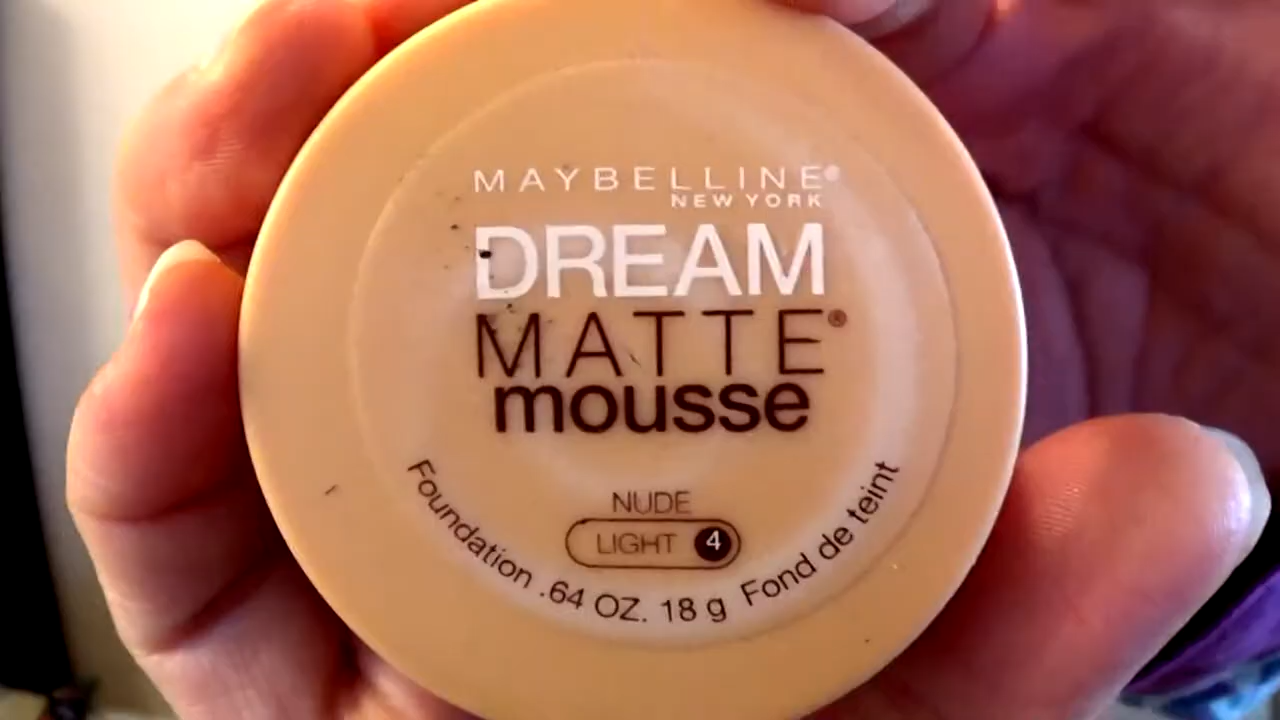 MAYBELLINE®
NEW YORK
DREAM
MATTE®
mousse
NUDE
LIGHT 4
Foundation .64 OZ. 18 g Fond de teint